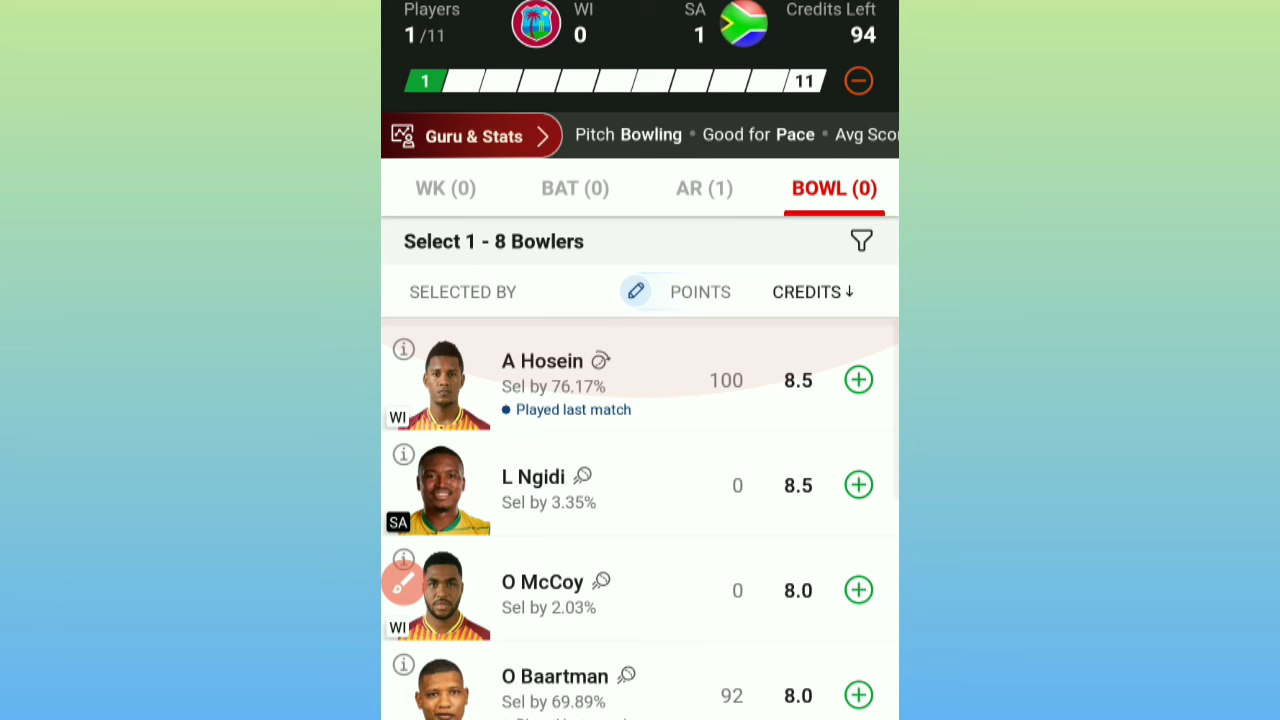 Players WI SA Credits Left
1 /11 0 1 94
1 11
Guru & Stats Pitch Bowling • Good for Pace • Avg Sco
WK (0) BAT (0) AR (1) BOWL (0)
Select 1 - 8 Bowlers
SELECTED BY POINTS CREDITS↓
A Hosein
Sel by 76.17% 100 8.5
• Played last match
WI
L Ngidi
Sel by 3.35% 0 8.5
SA
O McCoy
Sel by 2.03% 0 8.0
WI
O Baartman
Sel by 69.89% 92 8.0